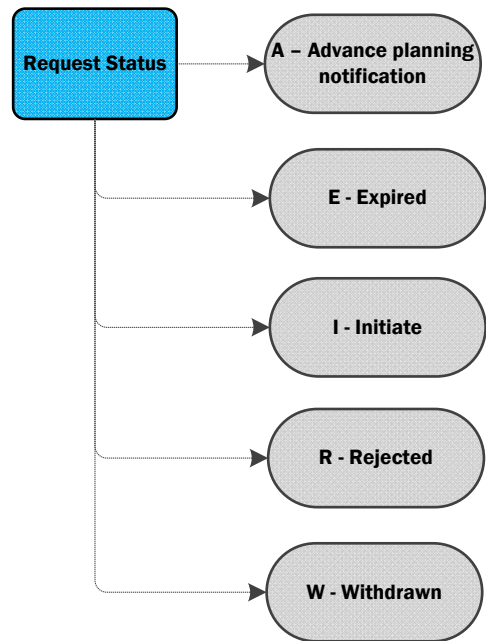 Request Status
A – Advance planning
notification
E - Expired
I - Initiate
R - Rejected
W - Withdrawn